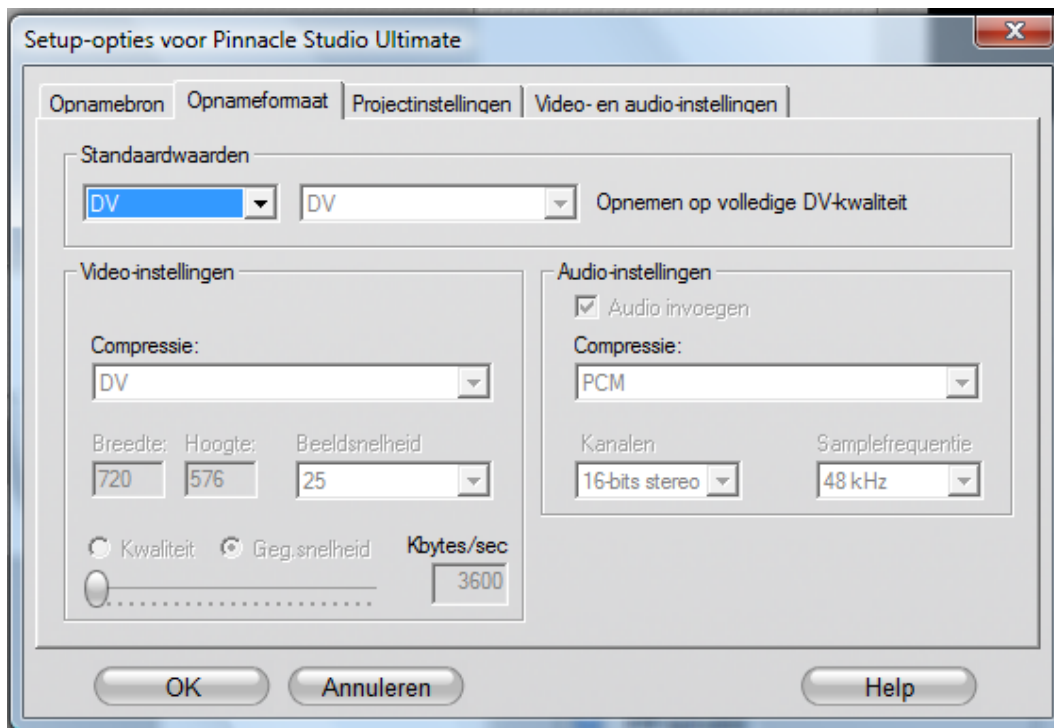 Setup-opties voor Pinnacle Studio Ultimate
Opnamebron Opnameformaat Projectinstellingen Video- en audio-instellingen
Standaardwaarden
DV DV Opnemen op volledige DV-kwaliteit
Video-instellingen
Compressie:
DV
Breedte: Hoogte: Beeldsnelheid
720 576 25
Kwaliteit Geg.snelheid Kbytes/sec
3600
Audio-instellingen
Audio invoegen
Compressie:
PCM
Kanalen Samplefrequentie
16-bits stereo 48 kHz
OK Annuleren Help